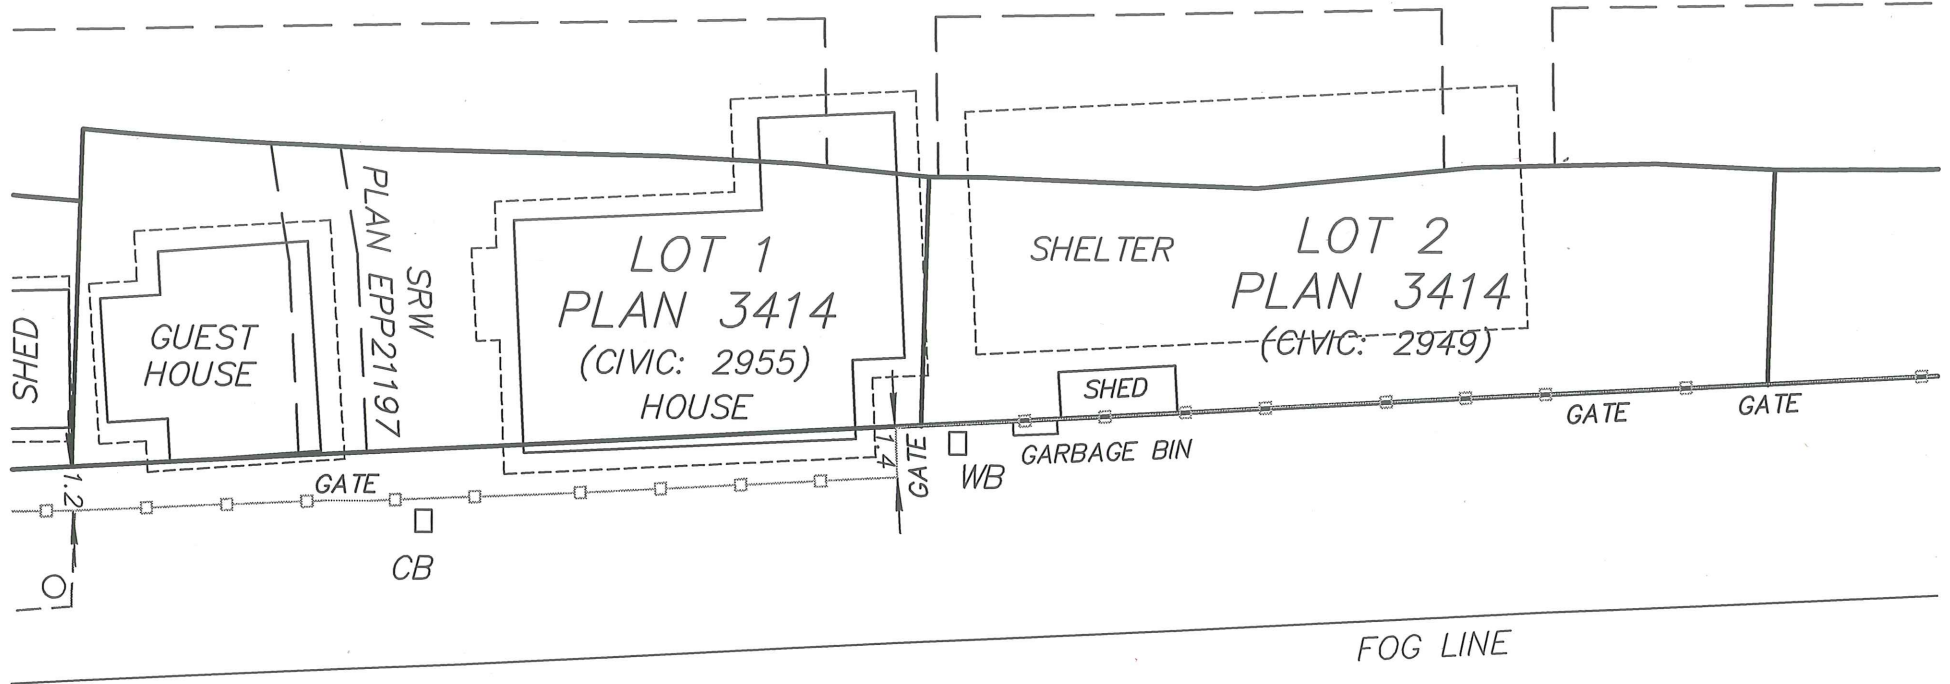 PLAN EPP21197
SRW
LOT 1
PLAN 3414
(CIVIC: 2955)
HOUSE
SHELTER
LOT 2
PLAN 3414
(CIVIC: 2949)
SHED
GUEST
HOUSE
SHED
GATE
GATE
GARBAGE BIN
WB
GATE
1.4
GATE
1.2
CB
FOG LINE